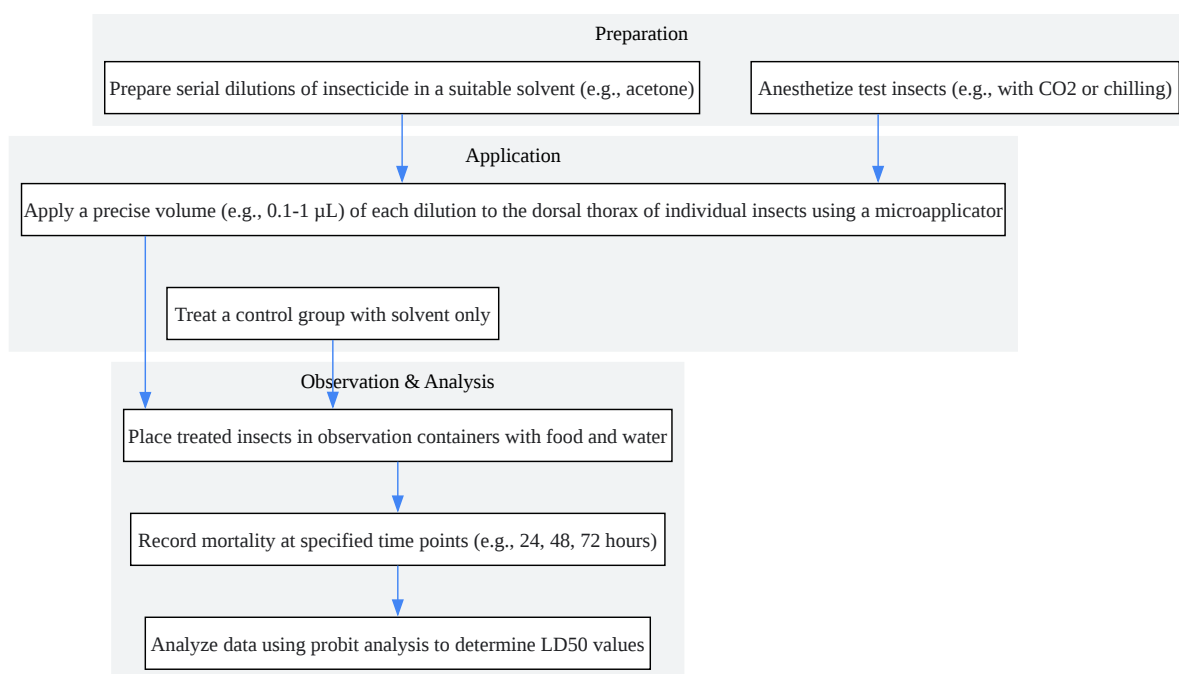 Preparation
Prepare serial dilutions of insecticide in a suitable solvent (e.g., acetone)
Anesthetize test insects (e.g., with CO2 or chilling)
Application
Apply a precise volume (e.g., 0.1-1 µL) of each dilution to the dorsal thorax of individual insects using a microapplicator
Treat a control group with solvent only
Observation & Analysis
Place treated insects in observation containers with food and water
Record mortality at specified time points (e.g., 24, 48, 72 hours)
Analyze data using probit analysis to determine LD50 values